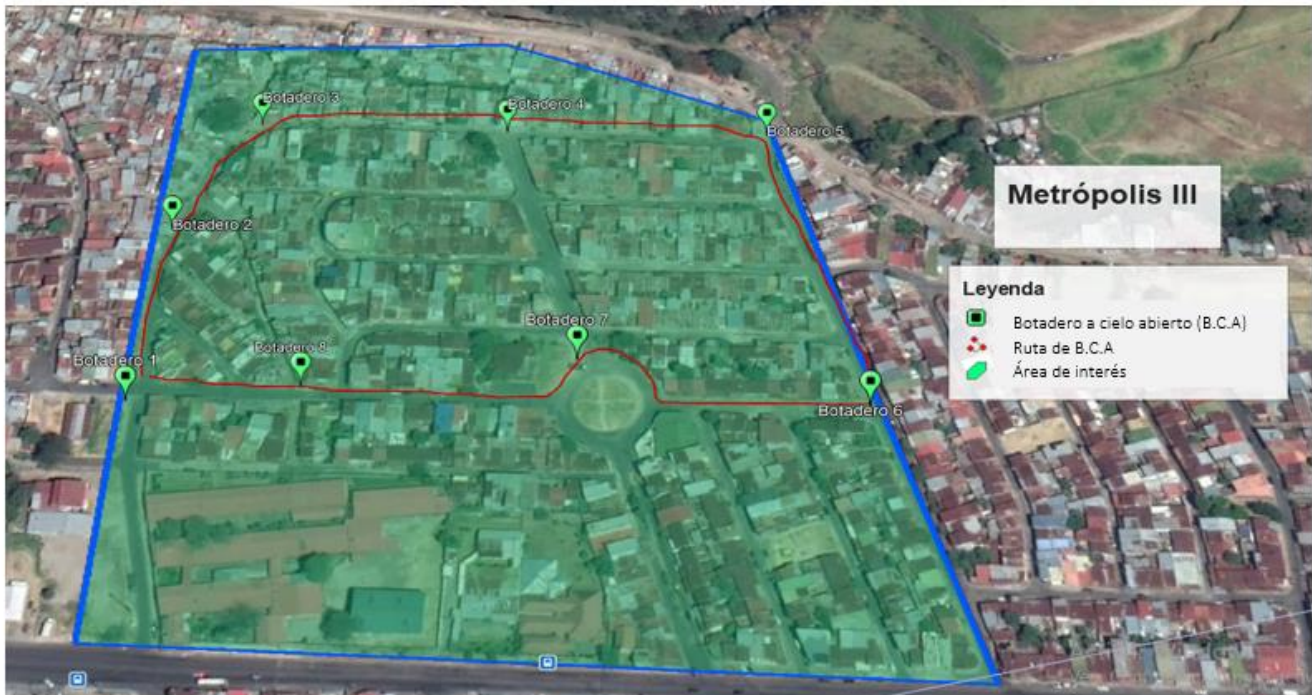 Botadero 3
Botadero 4
Botadero 5
Metrópolis III
Botadero 2
Leyenda
Botadero a cielo abierto (B.C.A)
Ruta de B.C.A
Área de interés
Botadero 7
Botadero 8
Botadero 1
Botadero 6